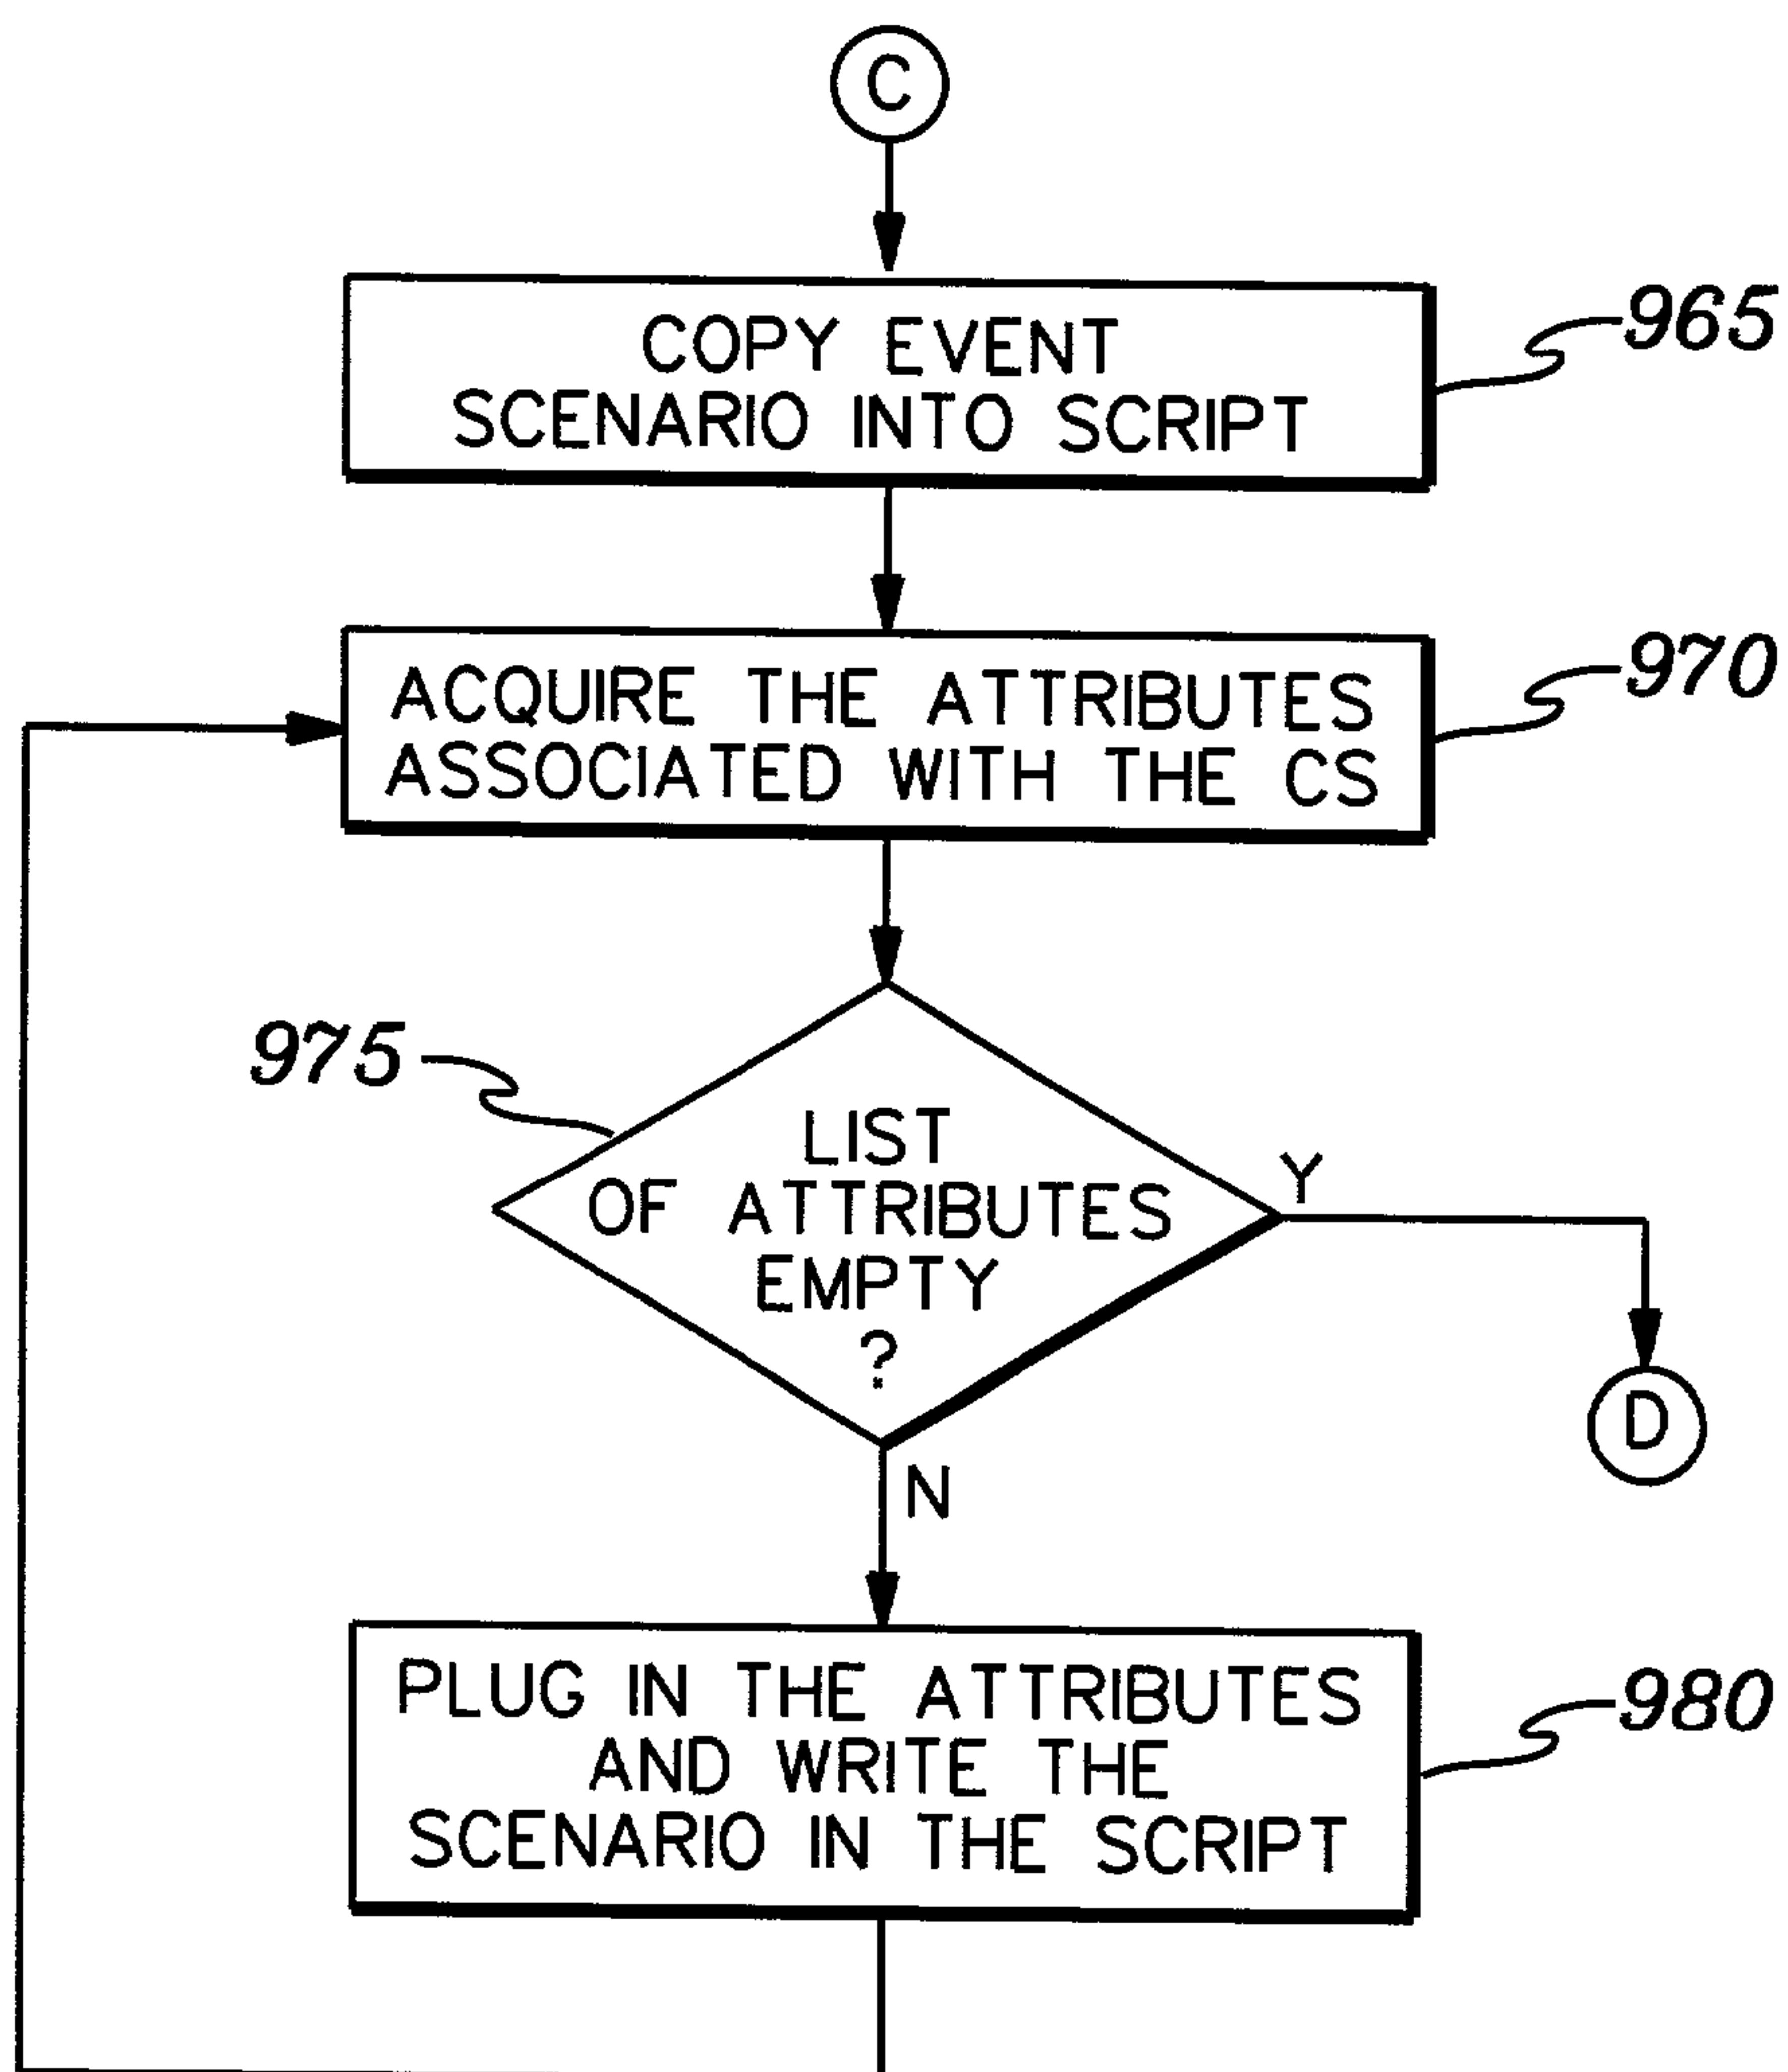 C
COPY EVENT
SCENARIO INTO SCRIPT
965
ACQUIRE THE ATTRIBUTES
ASSOCIATED WITH THE CS
970
975
LIST
OF ATTRIBUTES
EMPTY
?
Y
D
N
PLUG IN THE ATTRIBUTES
AND WRITE THE
SCENARIO IN THE SCRIPT
980